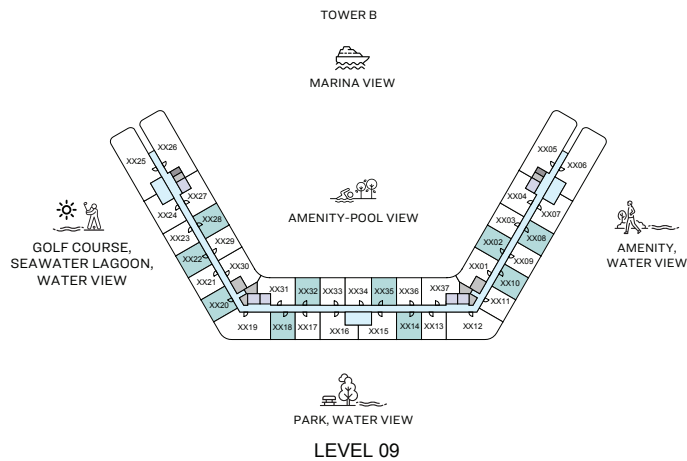 TOWER B
MARINA VIEW
XX26
XX25
XX05
XX06
XX27
XX04
XX24
XX28
XX07
XX03
AMENITY-POOL VIEW
XX23
XX29
XX02
XX08
GOLF COURSE,
SEAWATER LAGOON,
WATER VIEW
AMENITY,
WATER VIEW
XX22
XX30
XX01
XX09
XX21
XX10
XX31
XX32
XX33
XX34
XX35
XX36
XX37
XX20
XX11
XX19
XX18
XX17
XX16
XX15
XX14
XX13
XX12
PARK, WATER VIEW
LEVEL 09